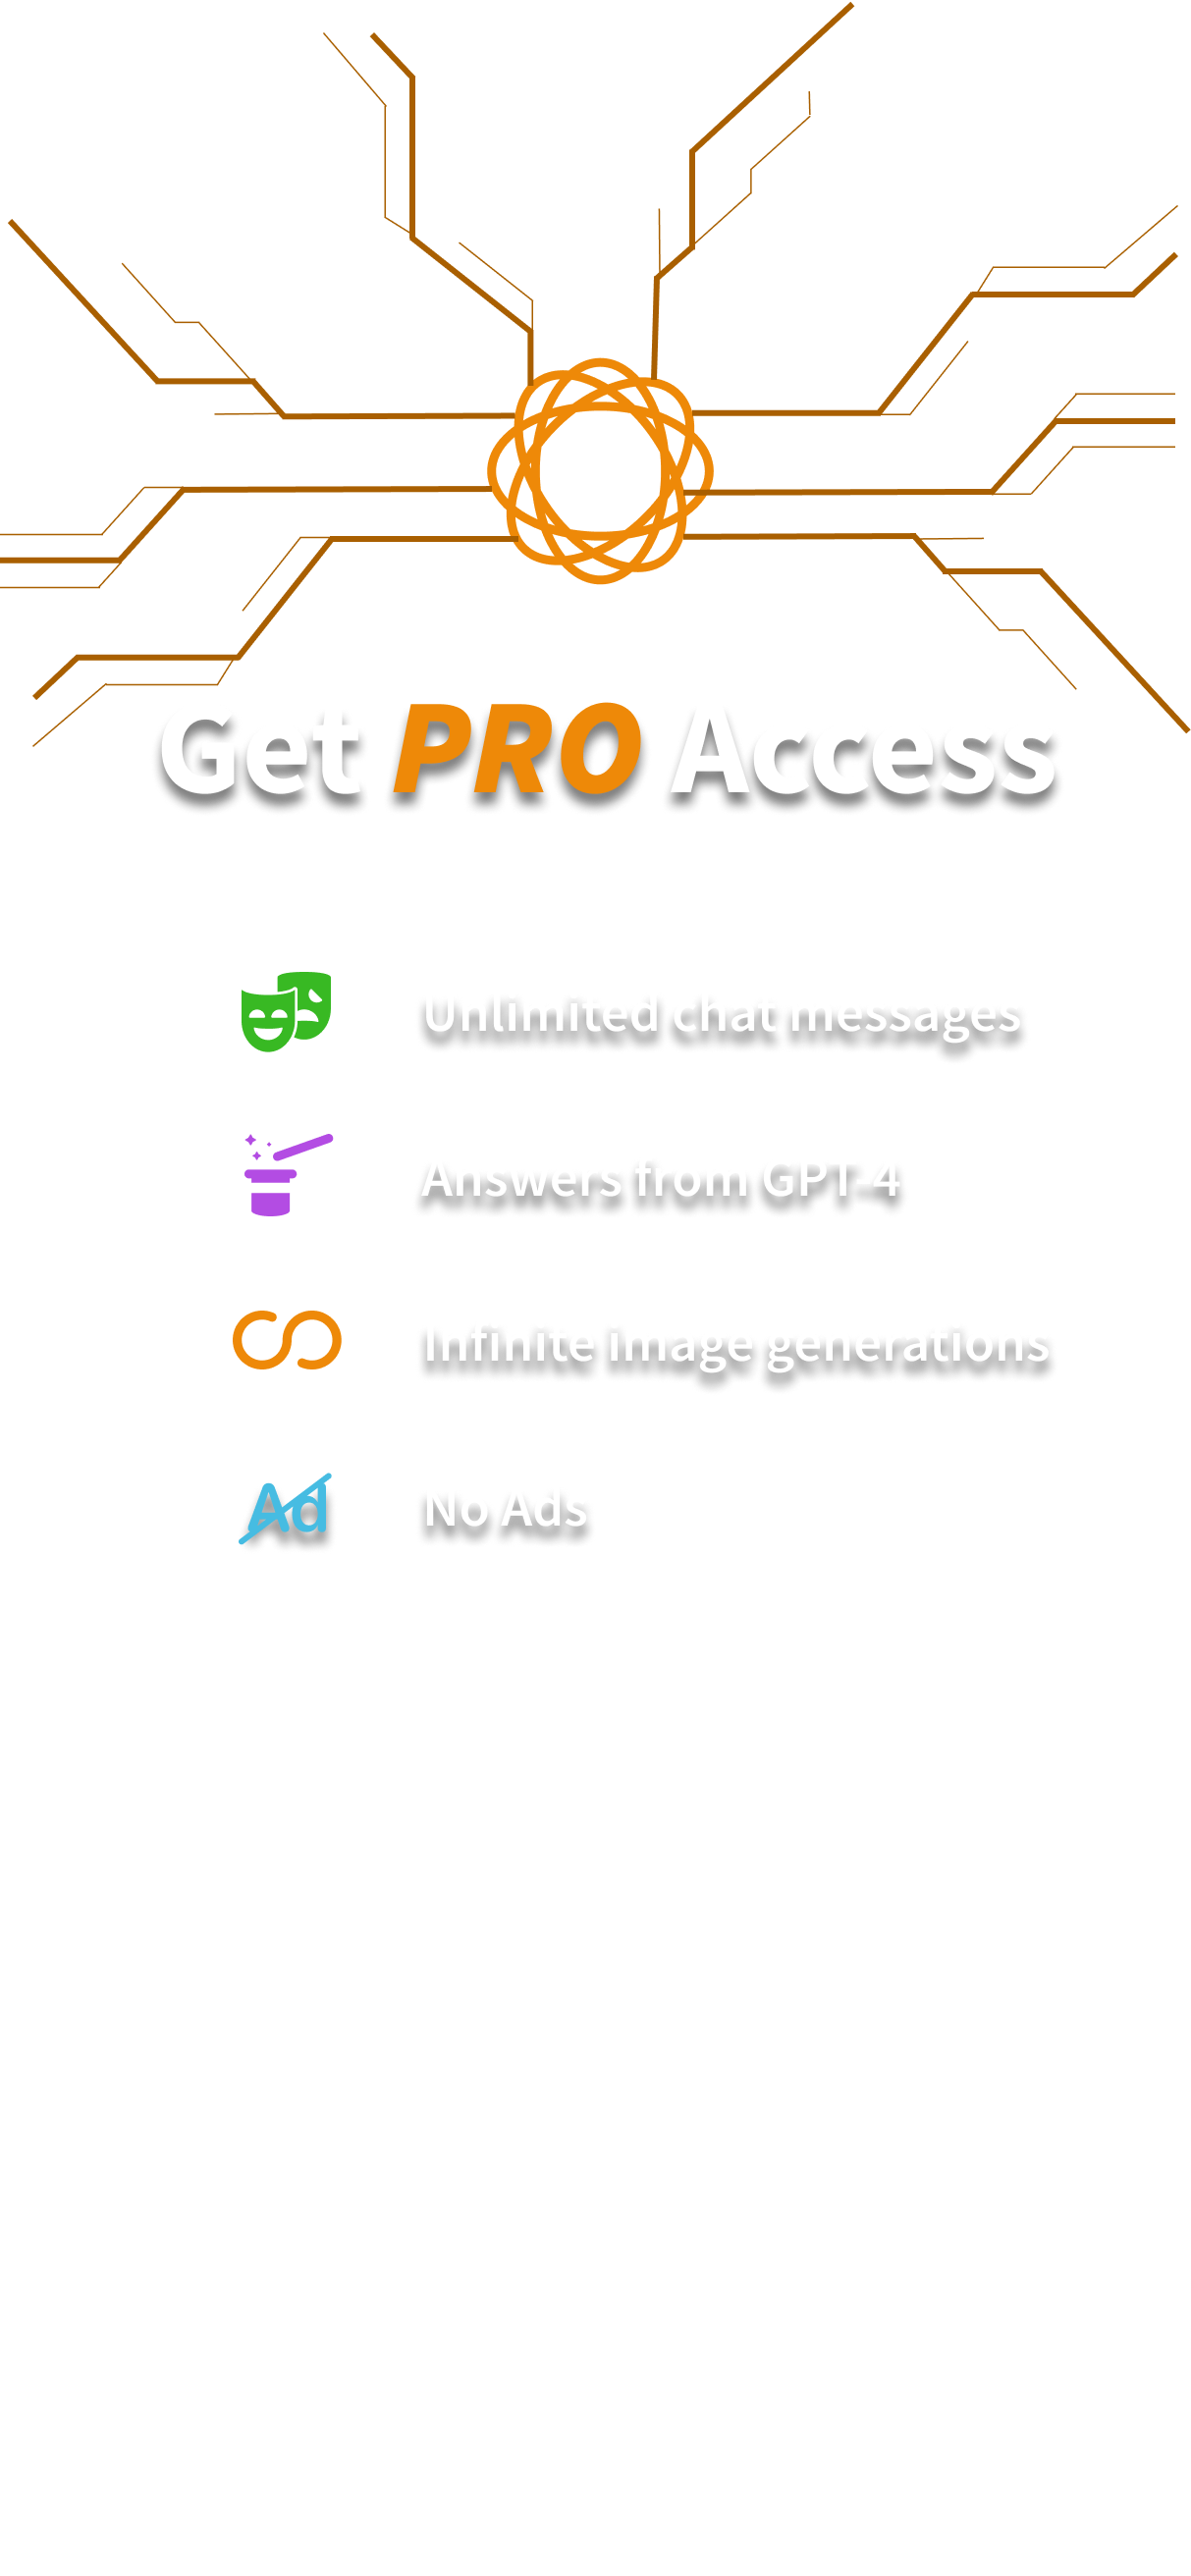 Get PRO Access
Unlimited chat messages
Answers from GPT-4
Infinite image generations
Ad
No Ads